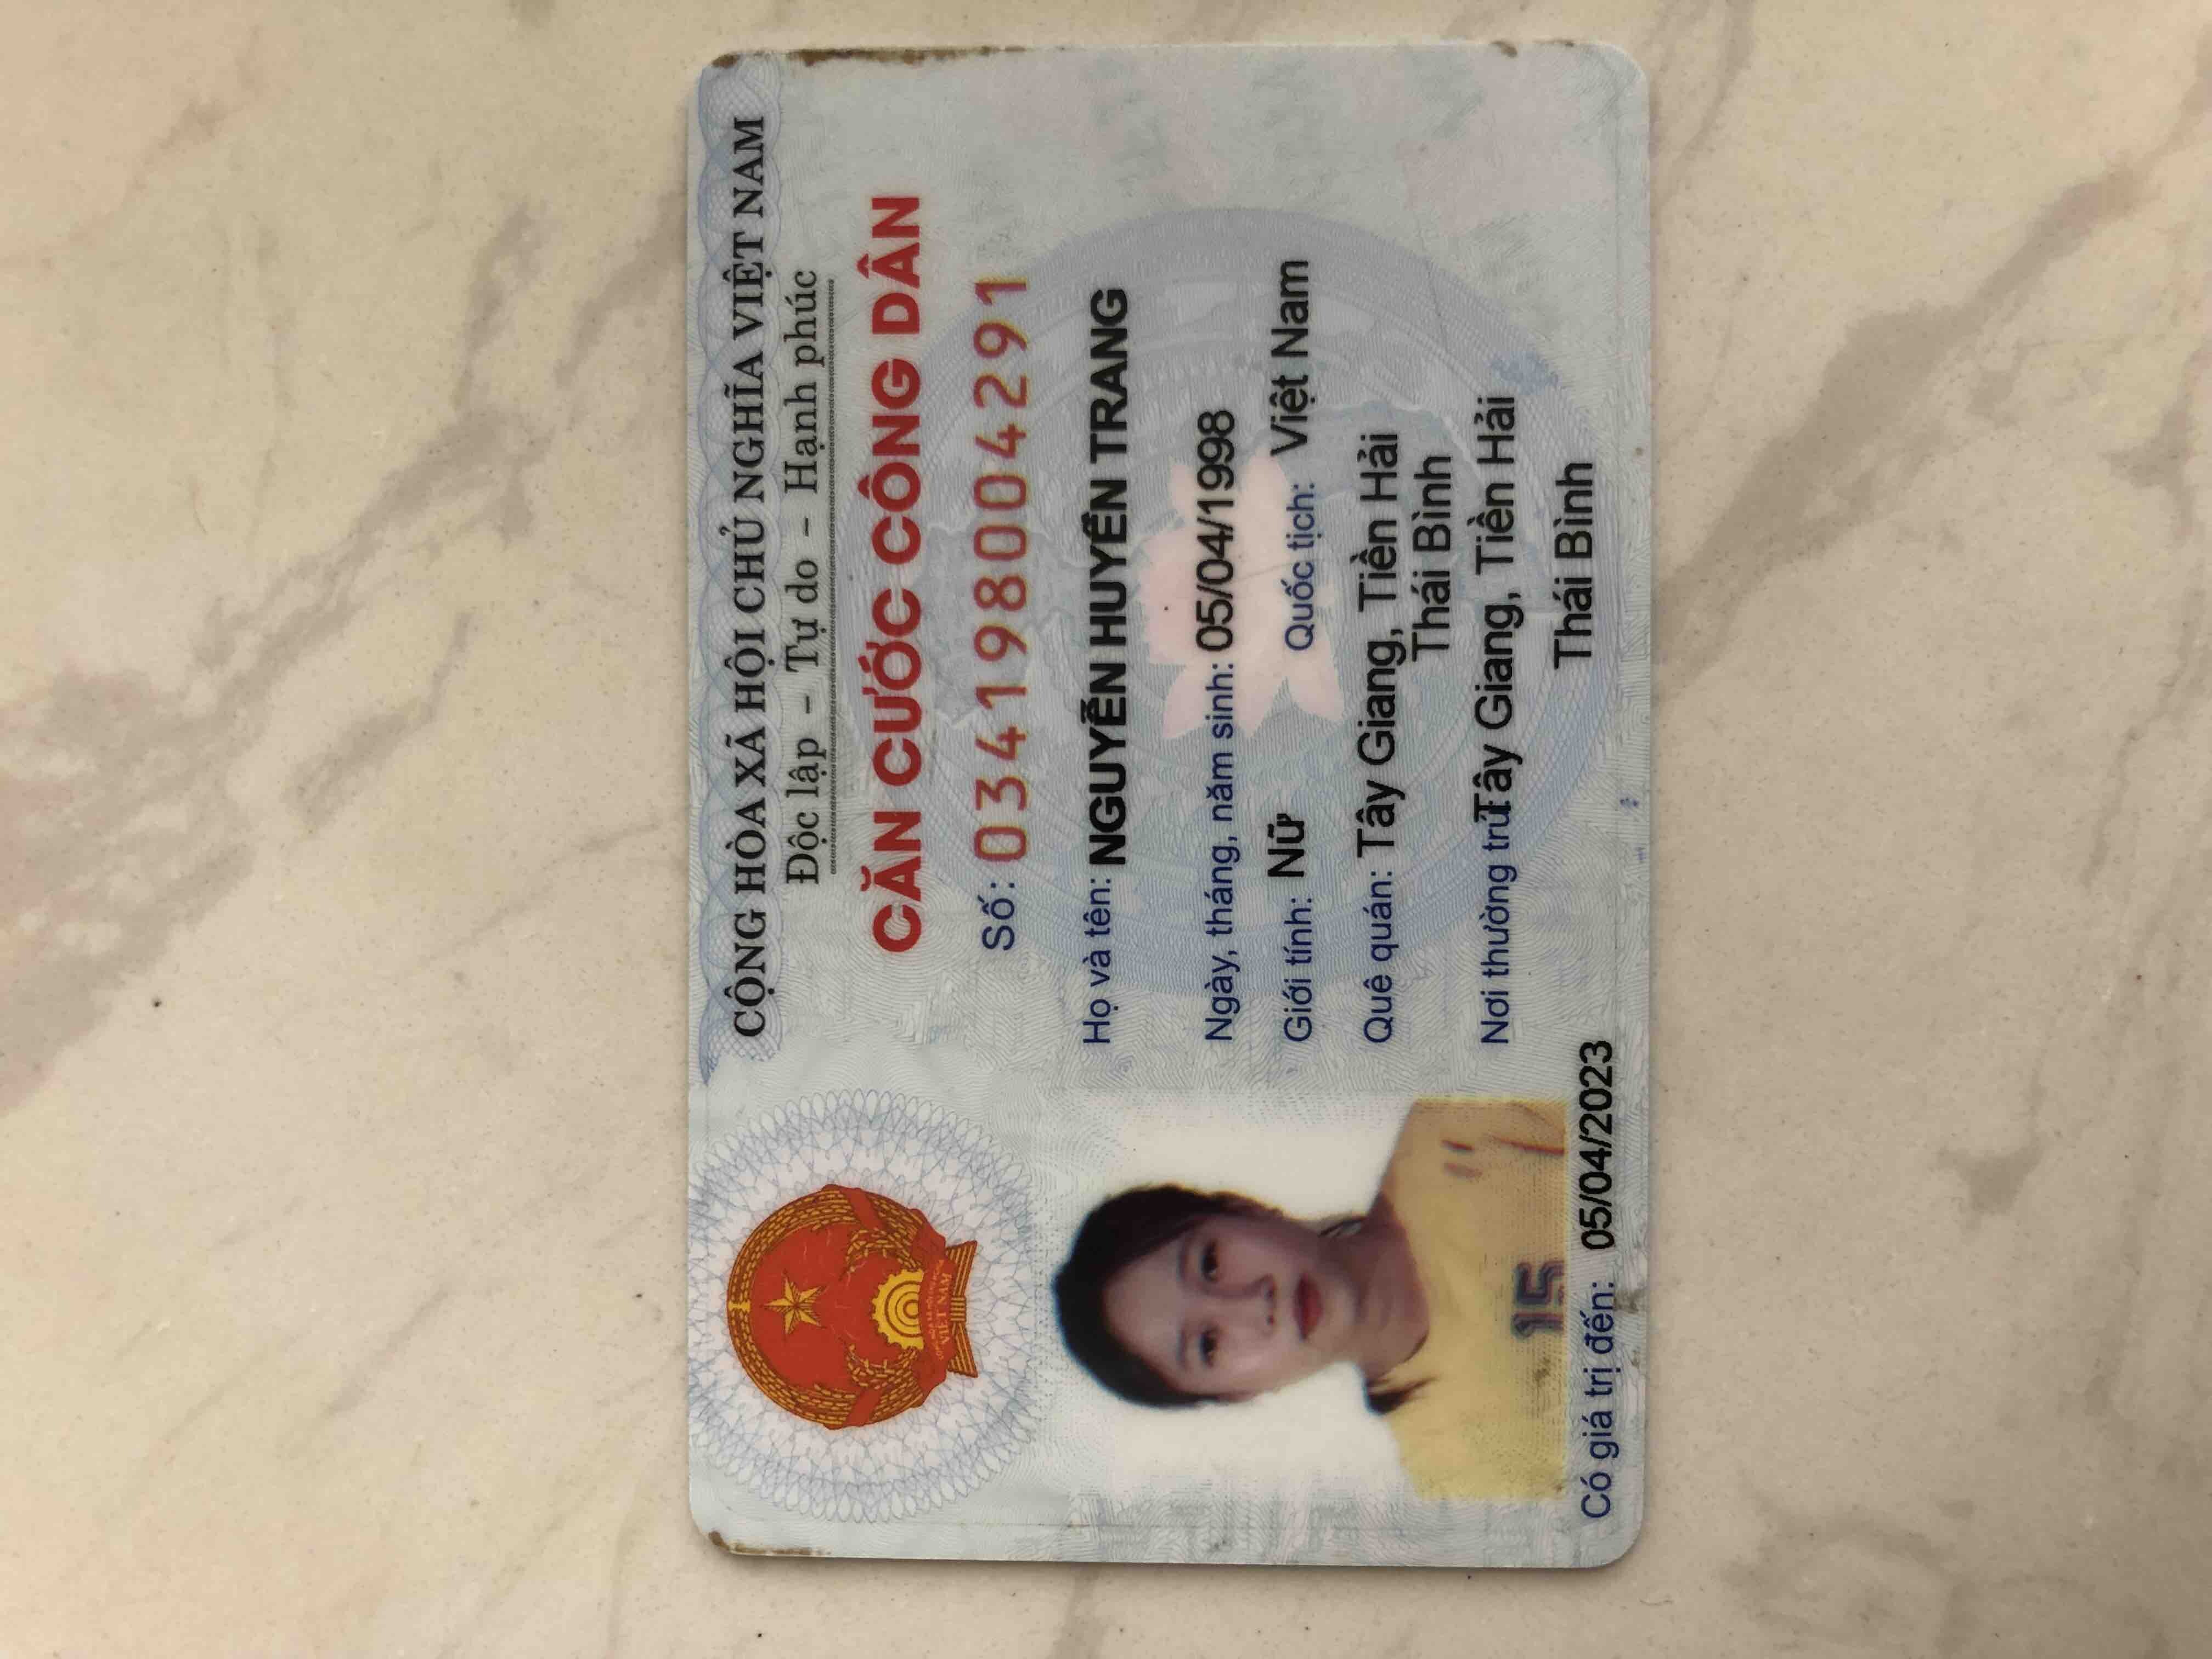 CỘNG HÒA XÃ HỘI CHỦ NGHĨA VIỆT NAM
Độc lập – Tự do – Hạnh phúc
CĂN CƯỚC CÔNG DÂN
Số: 034198004291
Họ và tên: NGUYỄN HUYỀN TRANG
Ngày, tháng, năm sinh: 05/04/1998
Giới tính: Nữ Quốc tịch: Việt Nam
Quê quán: Tây Giang, Tiền Hải
Thái Bình
Nơi thường trú: Tây Giang, Tiền Hải
Thái Bình
VIỆT NAM
15
Có giá trị đến: 05/04/2023